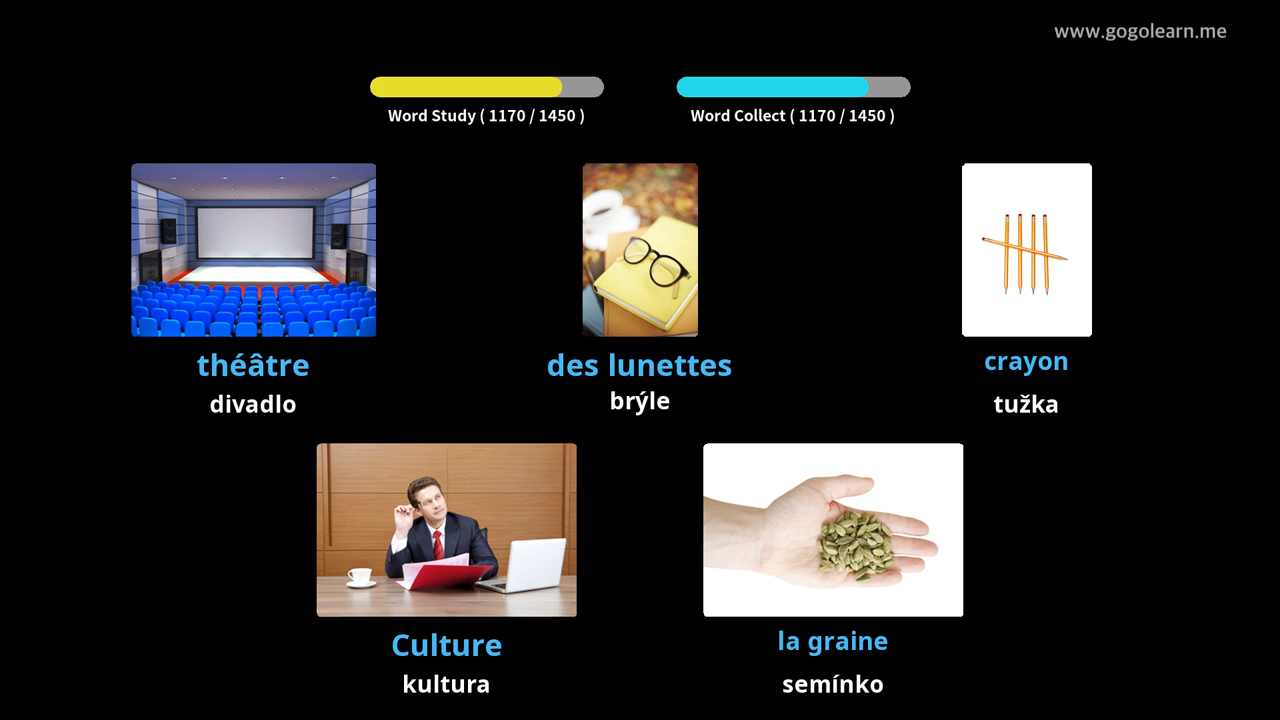 www.gogolearn.me
Word Study ( 1170 / 1450 )
Word Collect ( 1170 / 1450 )
théâtre
divadlo
des lunettes
brýle
crayon
tužka
Culture
kultura
la graine
semínko